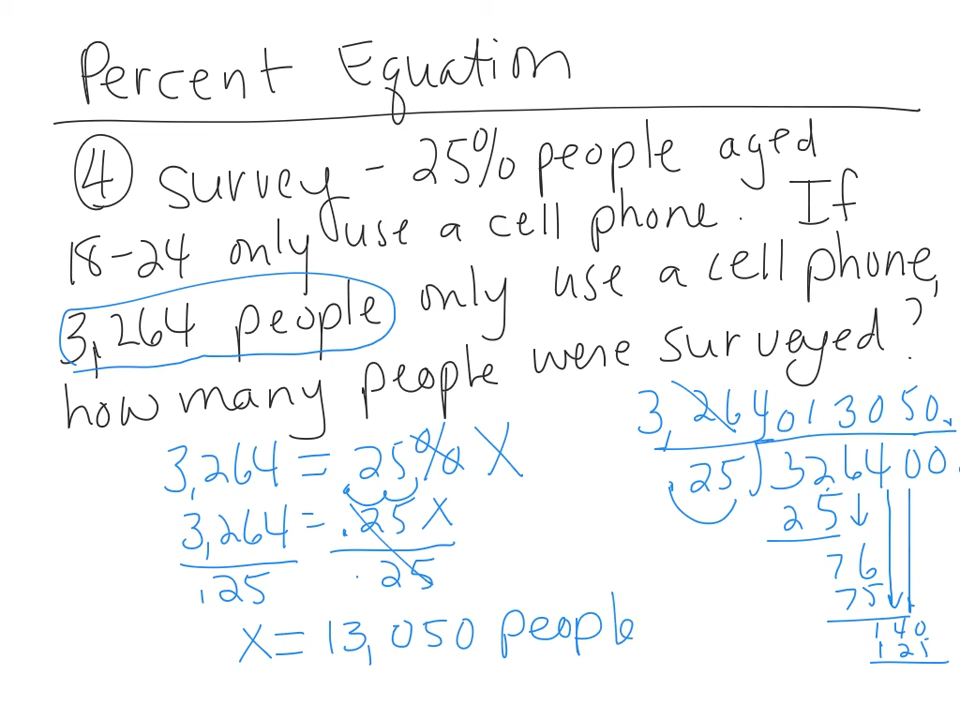 Percent Equation
④ Survey - 25% people aged
18-24 only use a cell phone. If
3,264 people only use a cell phone,
how many people were surveyed?
3,264 = .25% X
3,264 = .25 X
.25 .25
X = 13,050 people
3,264 013050.
.25 326400.
25
76
75
140
125